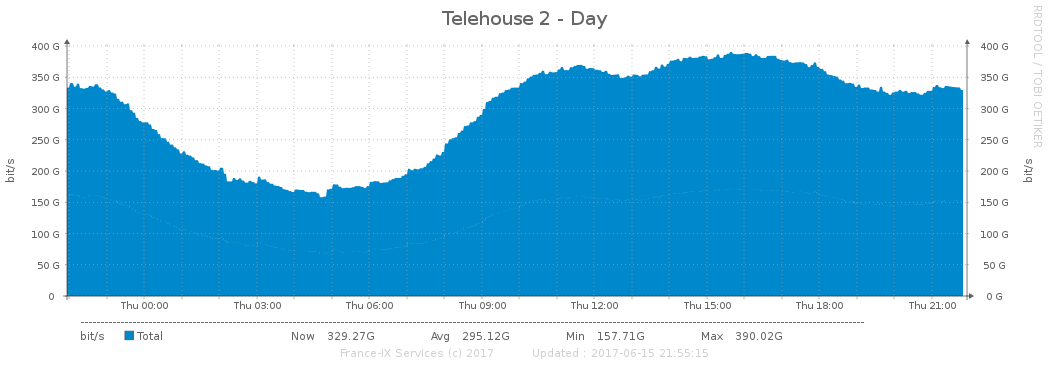 Telehouse 2 - Day
RRDTOOL / TOBI OETIKER
400 G 400 G
350 G 350 G
300 G 300 G
250 G 250 G
200 G 200 G
150 G 150 G
100 G 100 G
50 G 50 G
0 0 G
bit/s bit/s
Thu 00:00 Thu 03:00 Thu 06:00 Thu 09:00 Thu 12:00 Thu 15:00 Thu 18:00 Thu 21:00
bit/s Total Now 329.27G Avg 295.12G Min 157.71G Max 390.02G
France-IX Services (c) 2017 Updated : 2017-06-15 21:55:15